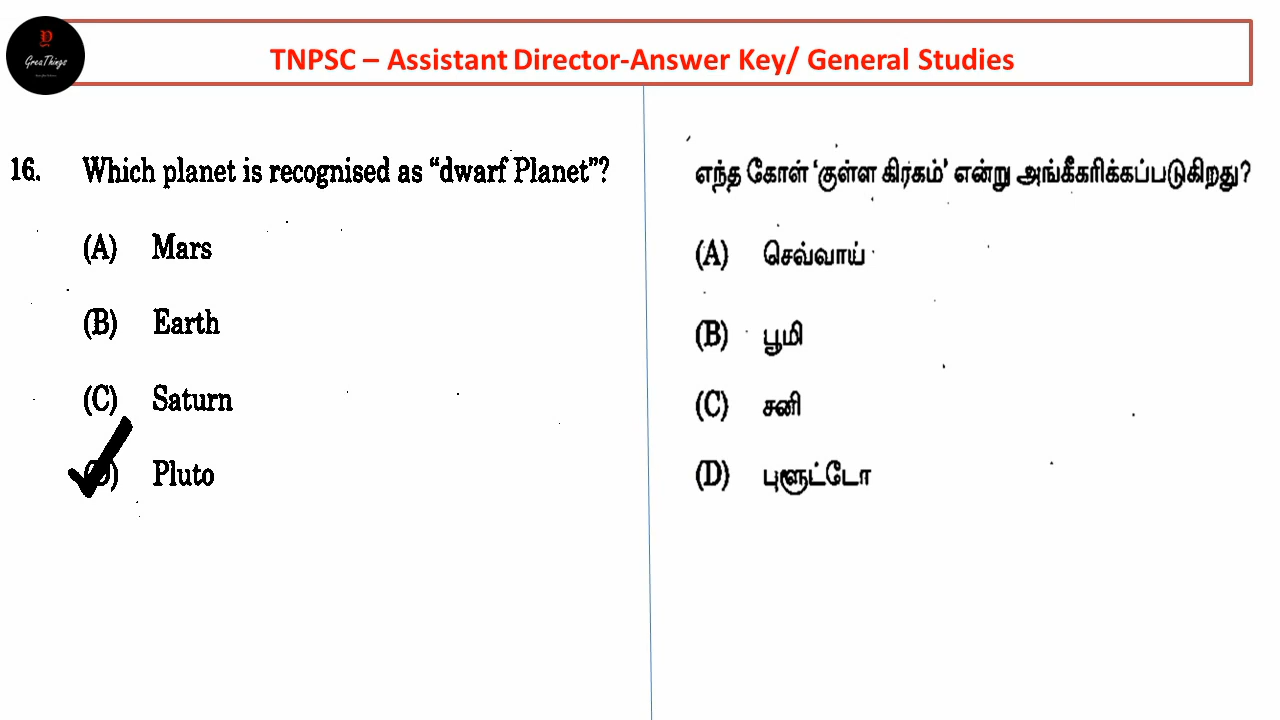 Y
GreaThings
TNPSC – Assistant Director-Answer Key/ General Studies
16. Which planet is recognised as “dwarf Planet”?
(A) Mars
(B) Earth
(C) Saturn
(D) Pluto
எந்த கோள் ‘குள்ள கிரகம்’ என்று அங்கீகரிக்கப்படுகிறது?
(A) செவ்வாய்
(B) பூமி
(C) சனி
(D) புளூட்டோ